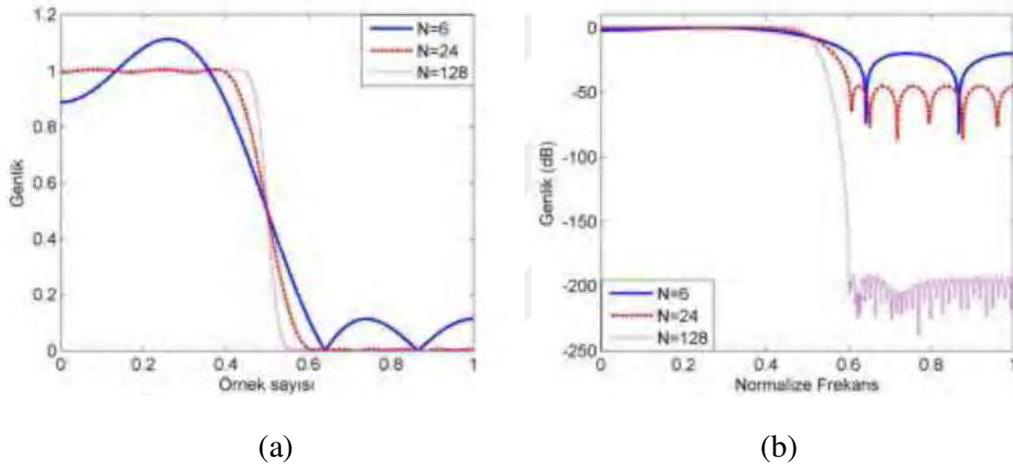 1.2
1
0.8
0.6
0.4
0.2
0
Genlik
0 0.2 0.4 0.6 0.8 1
Örnek sayısı
N=6
N=24
N=128
(a)
0
-50
-100
-150
-200
-250
Genlik (dB)
0 0.2 0.4 0.6 0.8 1
Normalize Frekans
N=6
N=24
N=128
(b)